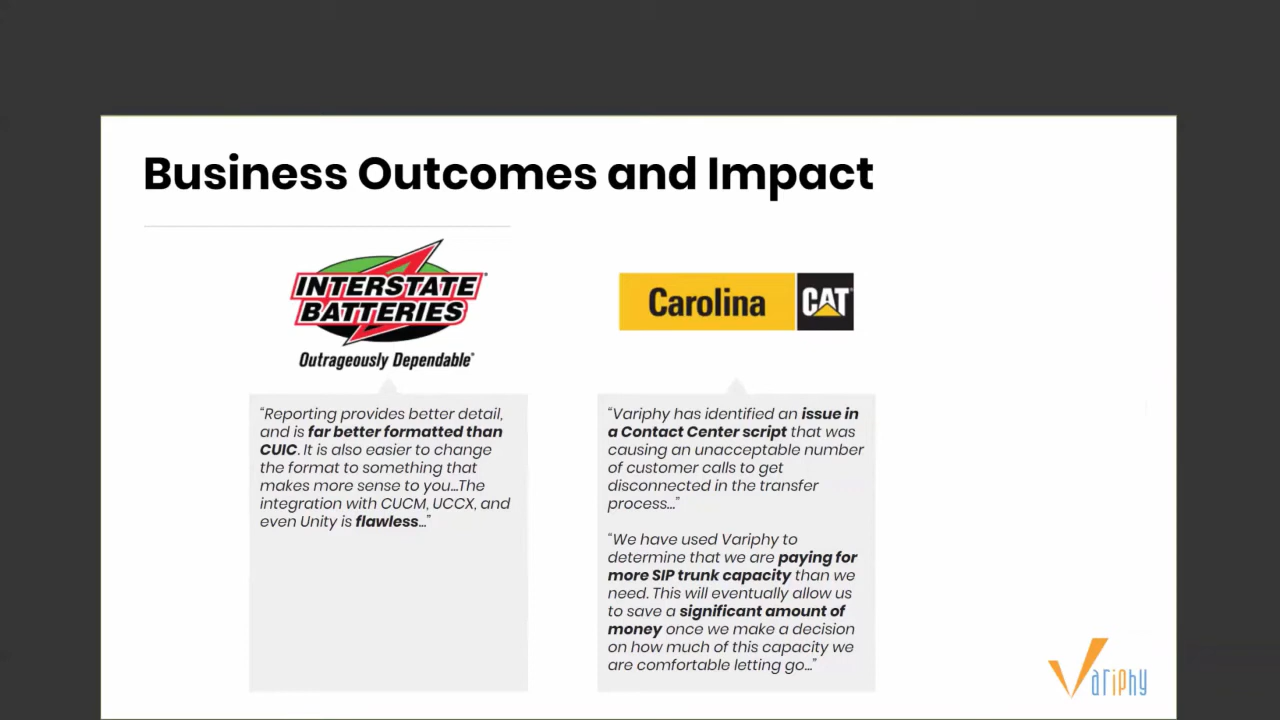 Business Outcomes and Impact
INTERSTATE
BATTERIES
Outrageously Dependable
“Reporting provides better detail,
and is far better formatted than
CUIC. It is also easier to change
the format to something that
makes more sense to you...The
integration with CUCM, UCCX, and
even Unity is flawless...”
Carolina CAT
“Variphy has identified an issue in
a Contact Center script that was
causing an unacceptable number
of customer calls to get
disconnected in the transfer
process...”
“We have used Variphy to
determine that we are paying for
more SIP trunk capacity than we
need. This will eventually allow us
to save a significant amount of
money once we make a decision
on how much of this capacity we
are comfortable letting go...”
Variphy